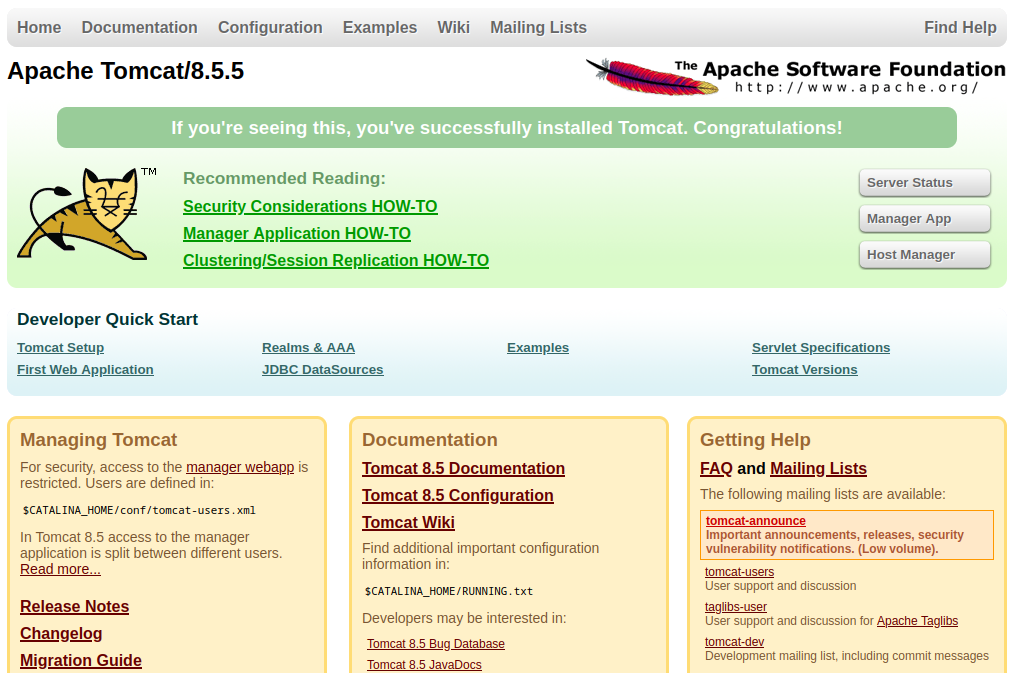 Home Documentation Configuration Examples Wiki Mailing Lists Find Help
Apache Tomcat/8.5.5
The Apache Software Foundation
http://www.apache.org/
If you're seeing this, you've successfully installed Tomcat. Congratulations!
TM
Recommended Reading:
Security Considerations HOW-TO
Manager Application HOW-TO
Clustering/Session Replication HOW-TO
Server Status
Manager App
Host Manager
Developer Quick Start
Tomcat Setup
First Web Application
Realms & AAA
JDBC DataSources
Examples
Servlet Specifications
Tomcat Versions
Managing Tomcat
For security, access to the manager webapp is
restricted. Users are defined in:
$CATALINA_HOME/conf/tomcat-users.xml
In Tomcat 8.5 access to the manager
application is split between different users.
Read more...
Release Notes
Changelog
Migration Guide
Documentation
Tomcat 8.5 Documentation
Tomcat 8.5 Configuration
Tomcat Wiki
Find additional important configuration
information in:
$CATALINA_HOME/RUNNING.txt
Developers may be interested in:
Tomcat 8.5 Bug Database
Tomcat 8.5 JavaDocs
Getting Help
FAQ and Mailing Lists
The following mailing lists are available:
tomcat-announce
Important announcements, releases, security
vulnerability notifications. (Low volume).
tomcat-users
User support and discussion
taglibs-user
User support and discussion for Apache Taglibs
tomcat-dev
Development mailing list, including commit messages